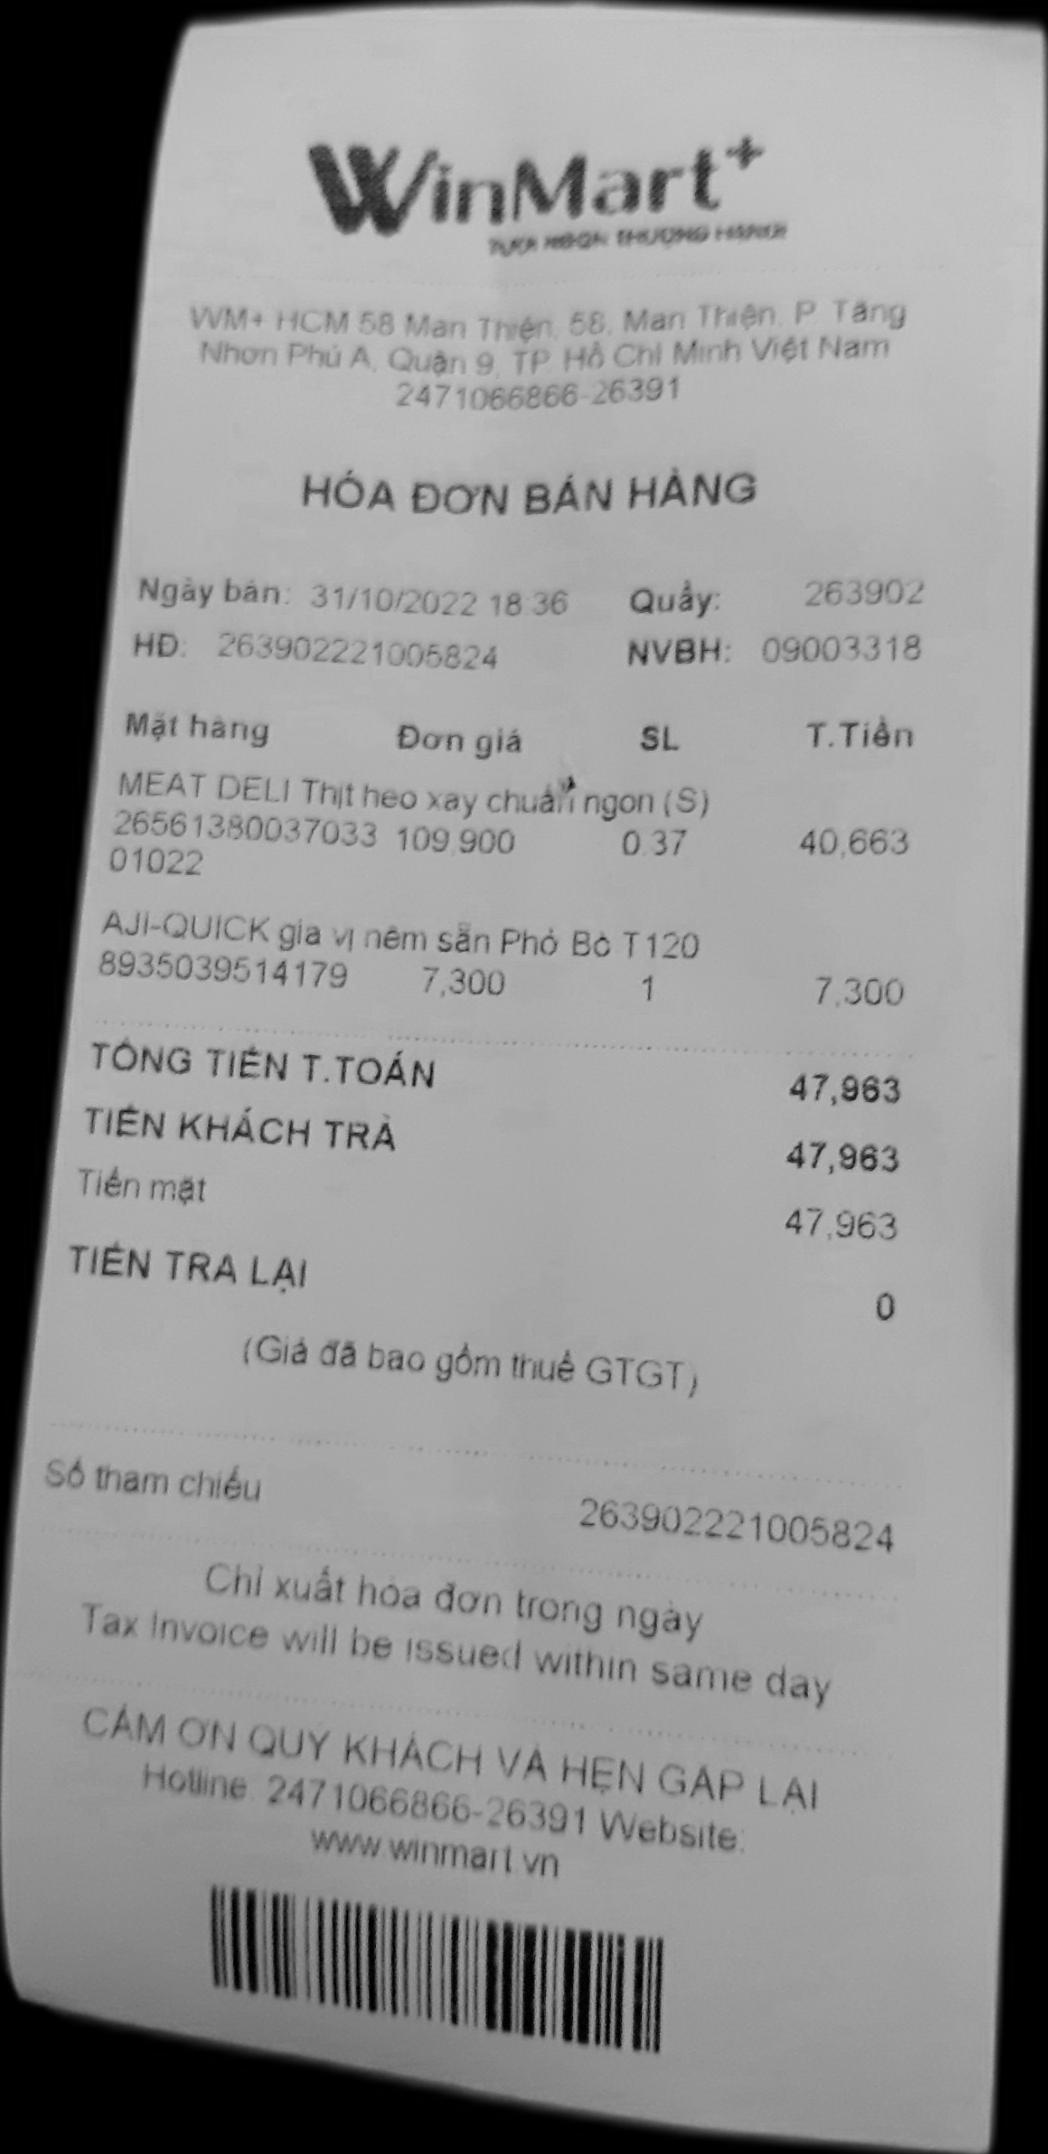 WinMart+
TƯƠI NGON THƯỢNG HẠNG
WM+ HCM 58 Man Thiện, 58, Man Thiện, P. Tăng
Nhơn Phú A, Quận 9, TP. Hồ Chí Minh Việt Nam
2471066866-26391
HÓA ĐƠN BÁN HÀNG
Ngày bán: 31/10/2022 18:36 Quầy: 263902
HĐ: 263902221005824 NVBH: 09003318
Mặt hàng Đơn giá SL T.Tiền
MEAT DELI Thịt heo xay chuẩn ngon (S)
26561380037033 109,900 0.37 40,663
01022
AJI-QUICK gia vị nêm sẵn Phở Bò T120
8935039514179 7,300 1 7,300
TỔNG TIỀN T.TOÁN 47,963
TIỀN KHÁCH TRẢ 47,963
Tiền mặt 47,963
TIỀN TRẢ LẠI 0
(Giá đã bao gồm thuế GTGT)
Số tham chiếu 263902221005824
Chỉ xuất hóa đơn trong ngày
Tax Invoice will be issued within same day
CẢM ƠN QUÝ KHÁCH VÀ HẸN GẶP LẠI
Hotline: 2471066866-26391 Website:
www.winmart.vn